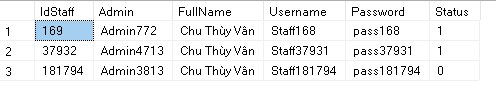 IdStaff Admin FullName Username Password Status
1 169 Admin772 Chu Thùy Vân Staff168 pass168 1
2 37932 Admin4713 Chu Thùy Vân Staff37931 pass37931 1
3 181794 Admin3813 Chu Thùy Vân Staff181794 pass181794 0